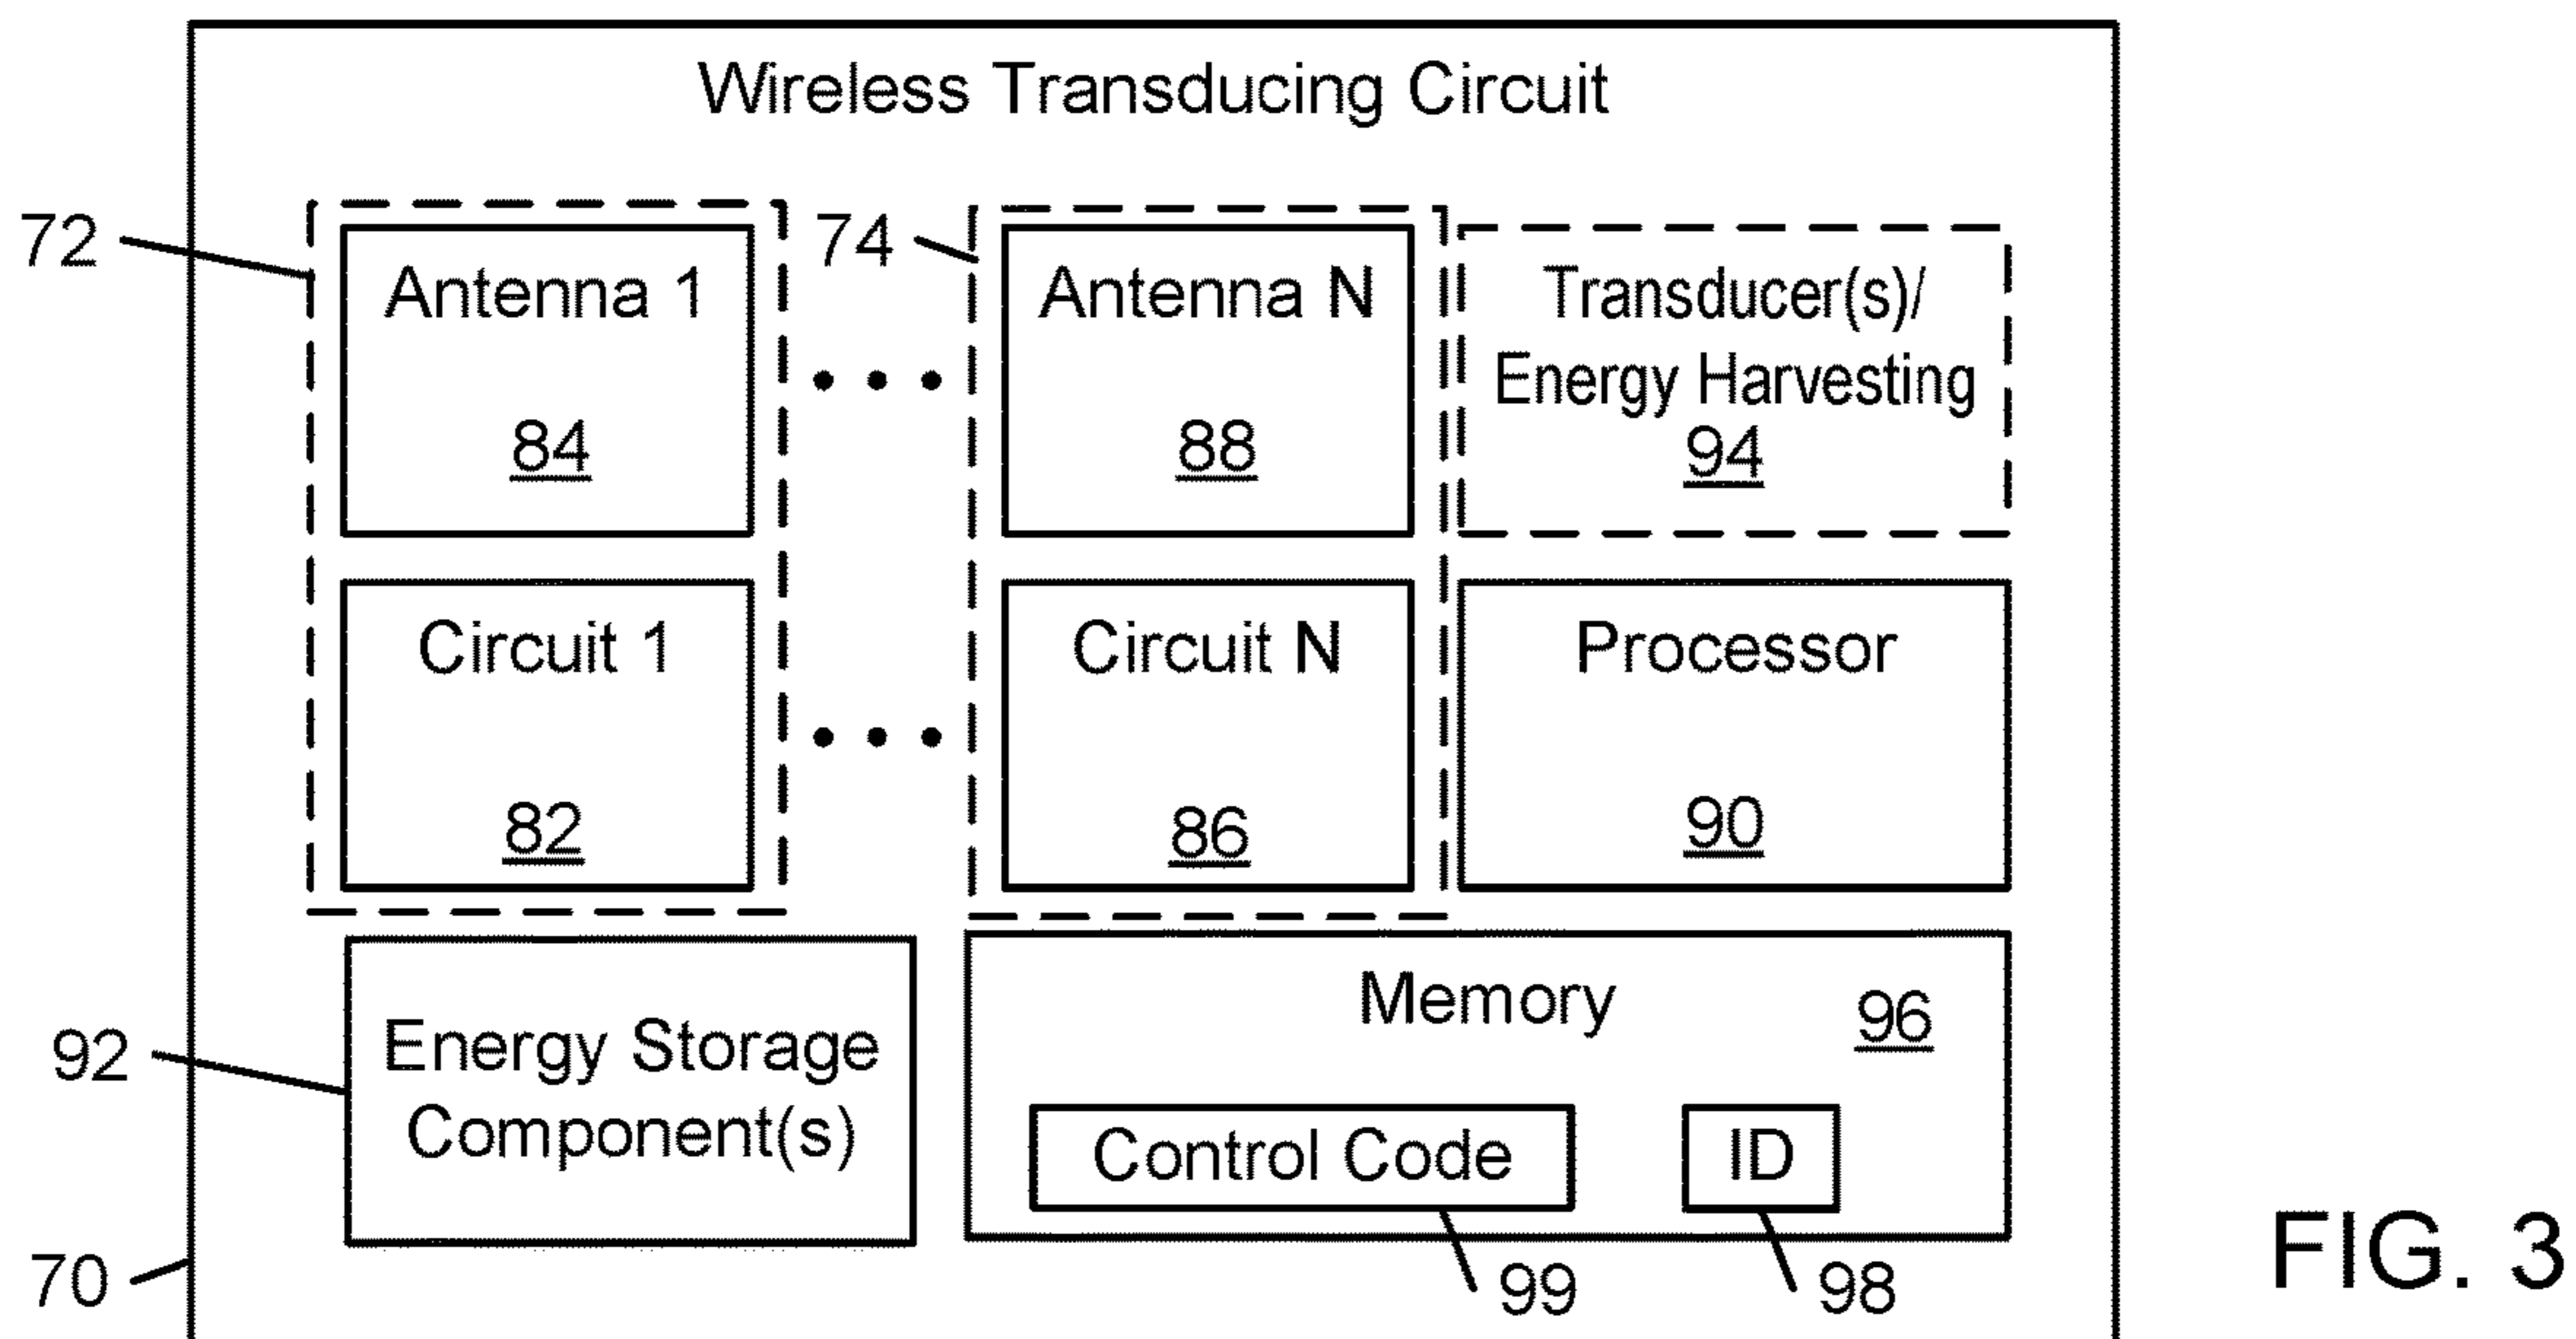 Wireless Transducing Circuit
72
Antenna 1
84
74
Antenna N
88
Transducer(s)/
Energy Harvesting
94
Circuit 1
82
Circuit N
86
Processor
90
92
Energy Storage
Component(s)
Memory
96
Control Code
ID
70
99
98
FIG. 3